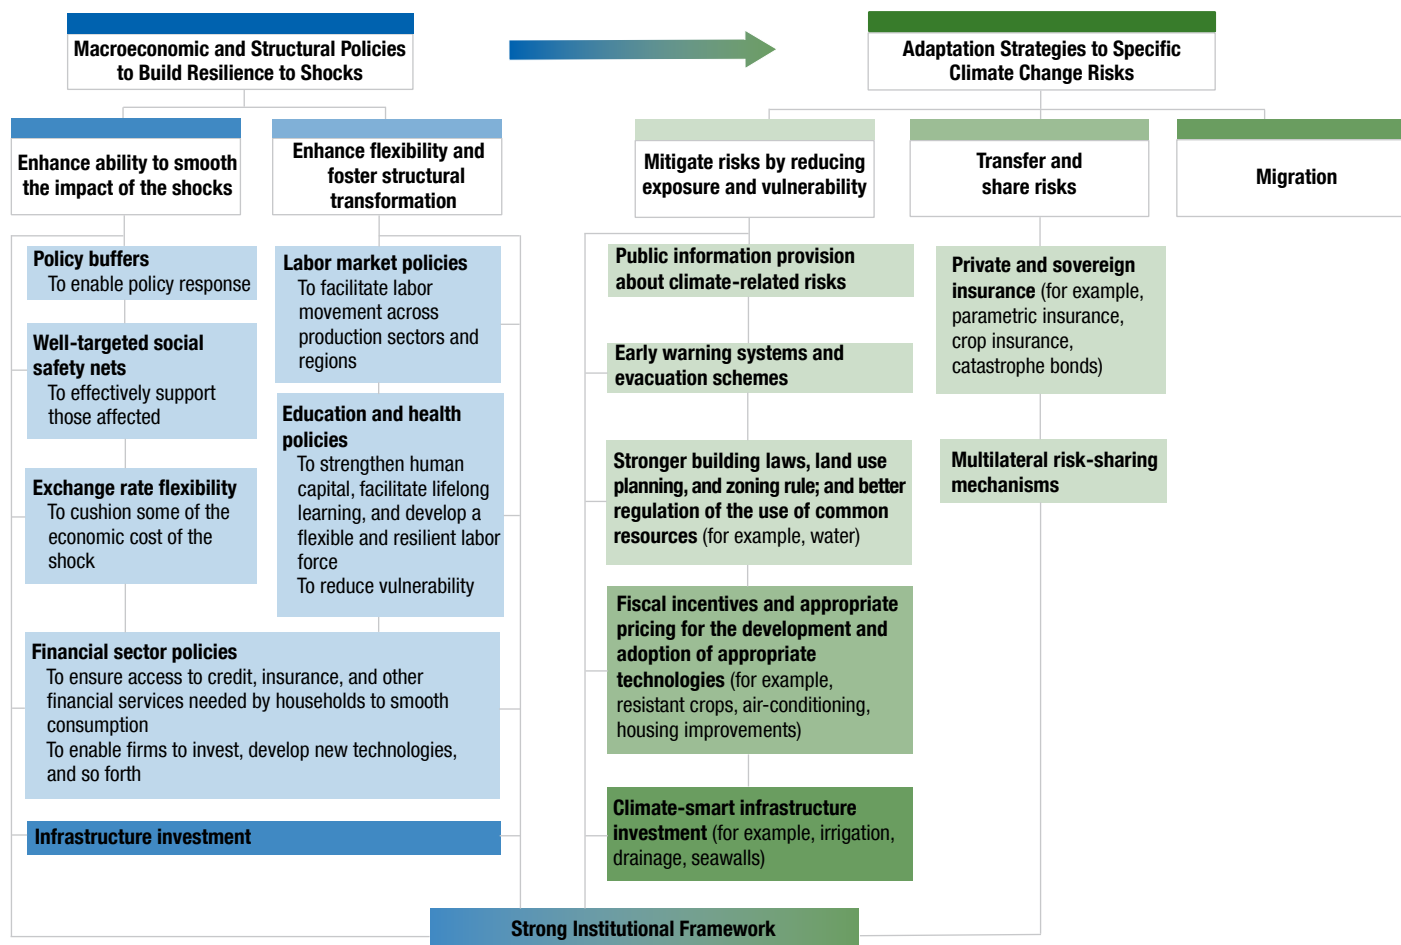 Macroeconomic and Structural Policies
to Build Resilience to Shocks
Adaptation Strategies to Specific
Climate Change Risks
Enhance ability to smooth
the impact of the shocks
Enhance flexibility and
foster structural
transformation
Mitigate risks by reducing
exposure and vulnerability
Transfer and
share risks
Migration
Policy buffers
To enable policy response
Well-targeted social
safety nets
To effectively support
those affected
Exchange rate flexibility
To cushion some of the
economic cost of the
shock
Labor market policies
To facilitate labor
movement across
production sectors and
regions
Education and health
policies
To strengthen human
capital, facilitate lifelong
learning, and develop a
flexible and resilient labor
force
To reduce vulnerability
Financial sector policies
To ensure access to credit, insurance, and other
financial services needed by households to smooth
consumption
To enable firms to invest, develop new technologies,
and so forth
Infrastructure investment
Public information provision
about climate-related risks
Early warning systems and
evacuation schemes
Stronger building laws, land use
planning, and zoning rule; and better
regulation of the use of common
resources (for example, water)
Fiscal incentives and appropriate
pricing for the development and
adoption of appropriate
technologies (for example,
resistant crops, air-conditioning,
housing improvements)
Climate-smart infrastructure
investment (for example, irrigation,
drainage, seawalls)
Private and sovereign
insurance (for example,
parametric insurance,
crop insurance,
catastrophe bonds)
Multilateral risk-sharing
mechanisms
Strong Institutional Framework